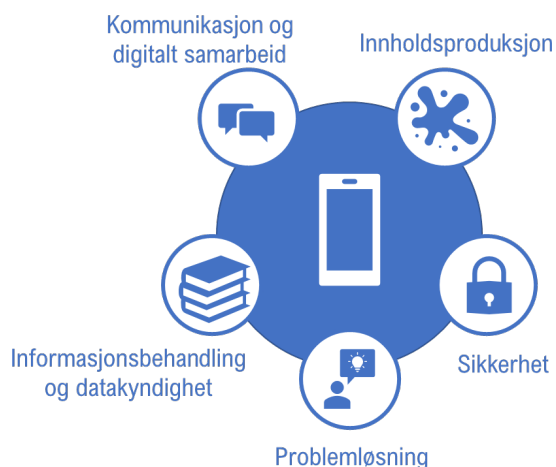 Kommunikasjon og
digitalt samarbeid
Innholdsproduksjon
Informasjonsbehandling
og datakyndighet
Sikkerhet
Problemløsning